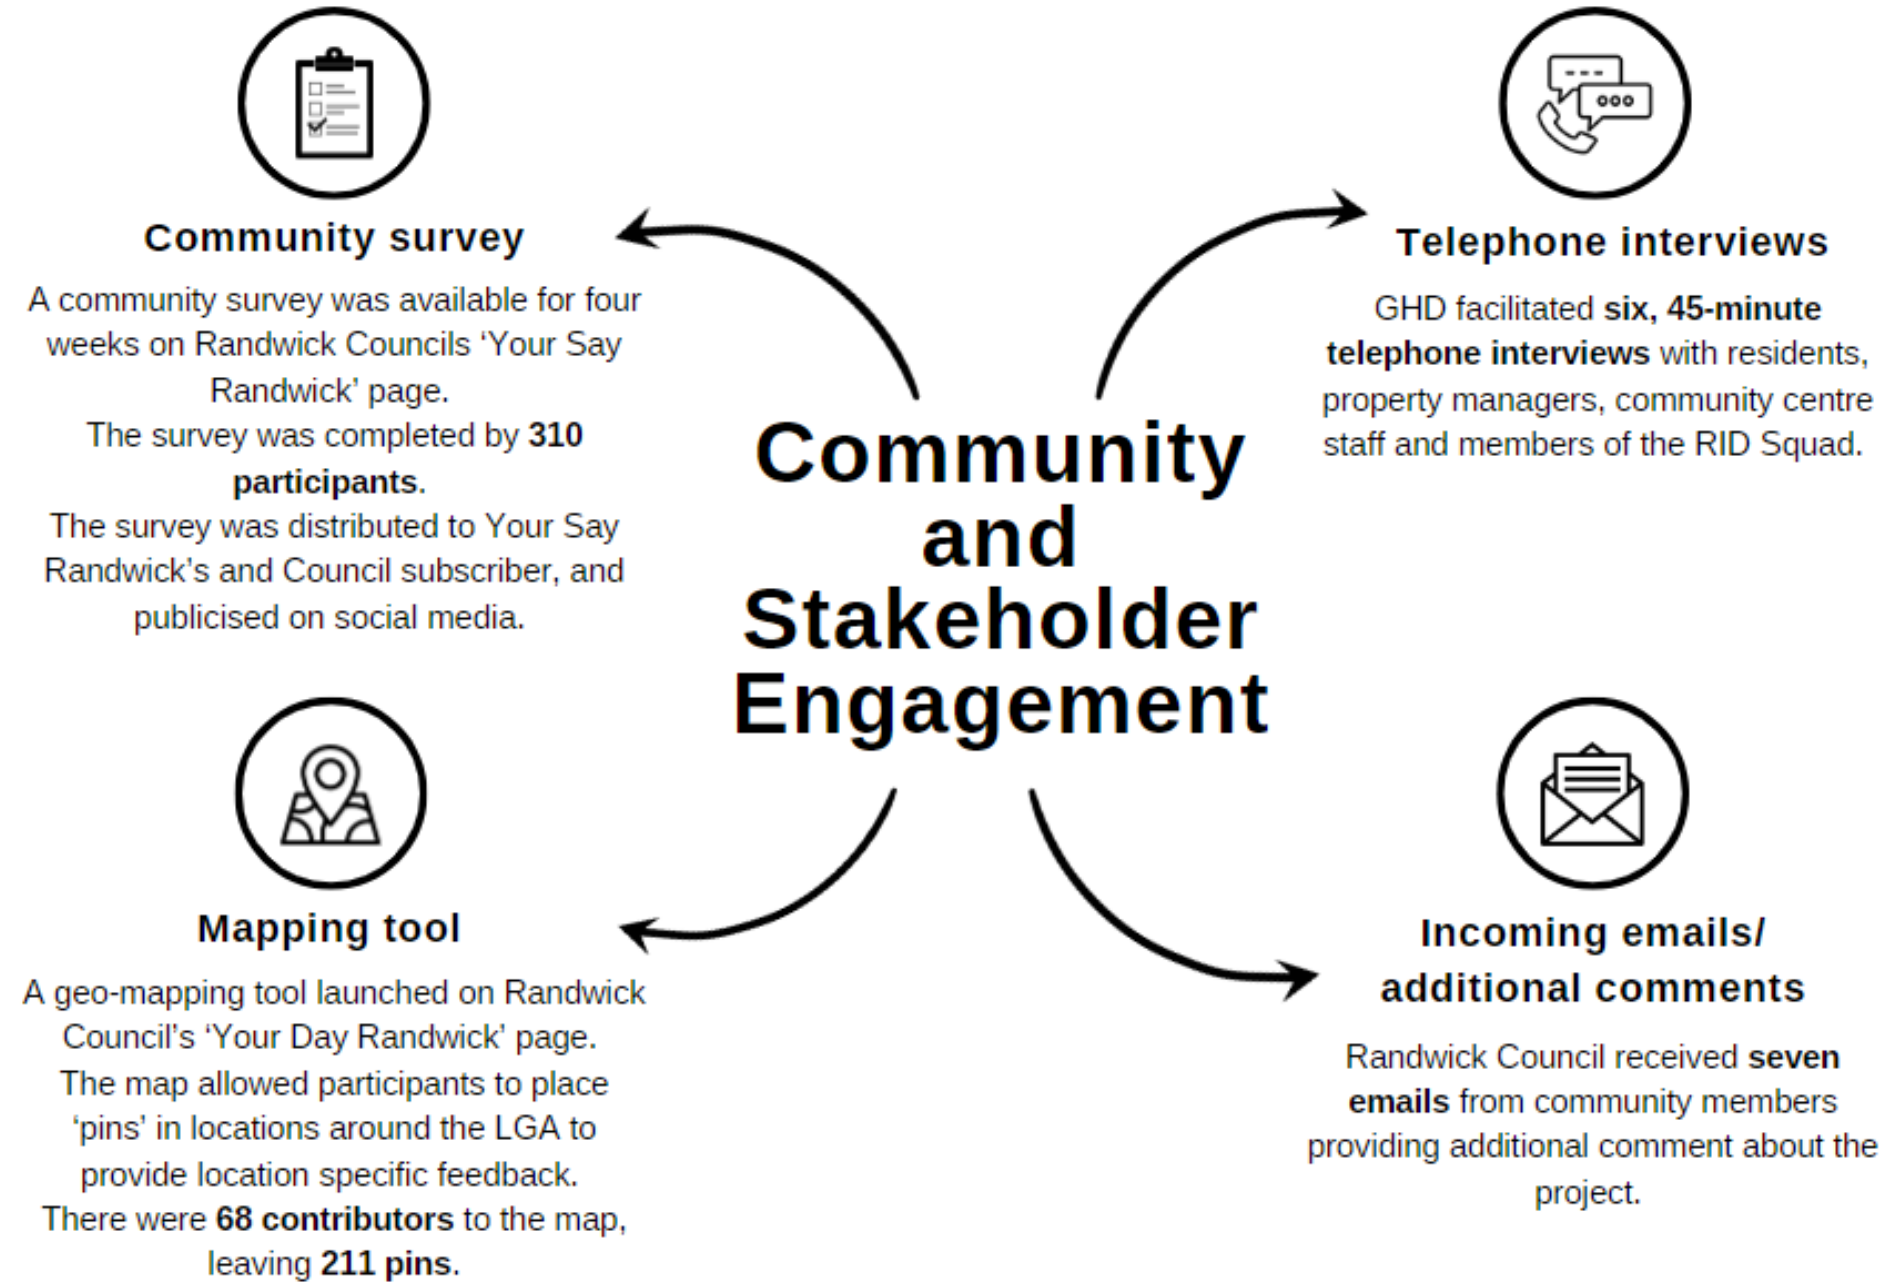 Community survey
A community survey was available for four
weeks on Randwick Councils ‘Your Say
Randwick’ page.
The survey was completed by 310
participants.
The survey was distributed to Your Say
Randwick’s and Council subscriber, and
publicised on social media.
Telephone interviews
GHD facilitated six, 45-minute
telephone interviews with residents,
property managers, community centre
staff and members of the RID Squad.
Community
and
Stakeholder
Engagement
Mapping tool
A geo-mapping tool launched on Randwick
Council’s ‘Your Day Randwick’ page.
The map allowed participants to place
‘pins’ in locations around the LGA to
provide location specific feedback.
There were 68 contributors to the map,
leaving 211 pins.
Incoming emails/
additional comments
Randwick Council received seven
emails from community members
providing additional comment about the
project.